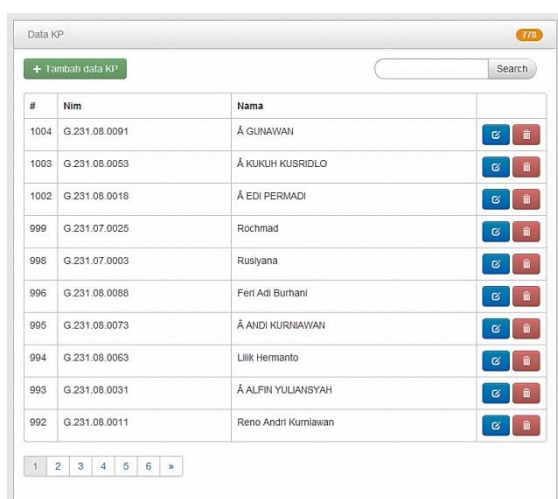 Data KP 778
+ Tambah data KP Search
# Nim Nama
1004 G.231.08.0091 Â GUNAWAN
1003 G.231.08.0053 Â KUKUH KUSRIDLO
1002 G.231.08.0018 Â EDI PERMADI
999 G.231.07.0025 Rochmad
998 G.231.07.0003 Rusiyana
996 G.231.08.0088 Feri Adi Burhani
995 G.231.08.0073 Â ANDI KURNIAWAN
994 G.231.08.0063 Lilik Hermanto
993 G.231.08.0031 Â ALFIN YULIANSYAH
992 G.231.08.0011 Reno Andri Kurniawan
1 2 3 4 5 6 »